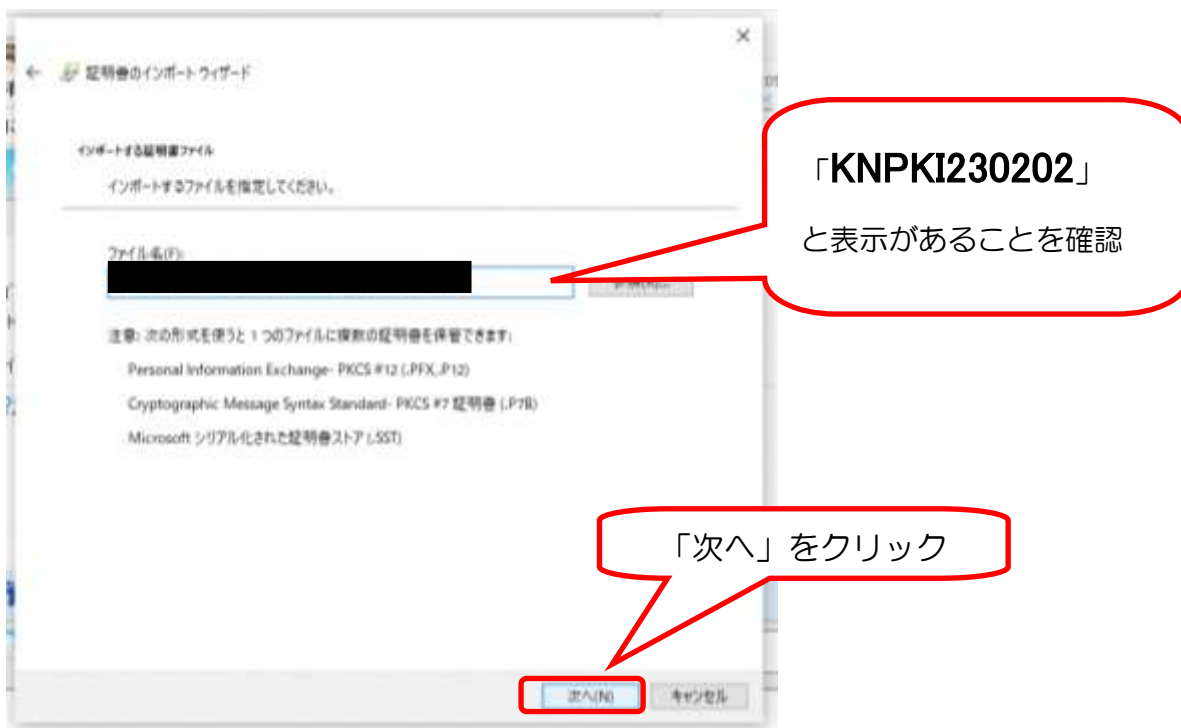 証明書のインポート ウィザード
インポートする証明書ファイル
インポートするファイルを指定してください。
ファイル名(F):
「KNPKI230202」
と表示があることを確認
注意: 次の形式を使うと 1 つのファイルに複数の証明書を保管できます:
Personal Information Exchange- PKCS #12 (.PFX,.P12)
Cryptographic Message Syntax Standard- PKCS #7 証明書 (.P7B)
Microsoft シリアル化された証明書ストア (.SST)
「次へ」をクリック
次へ(N)
キャンセル